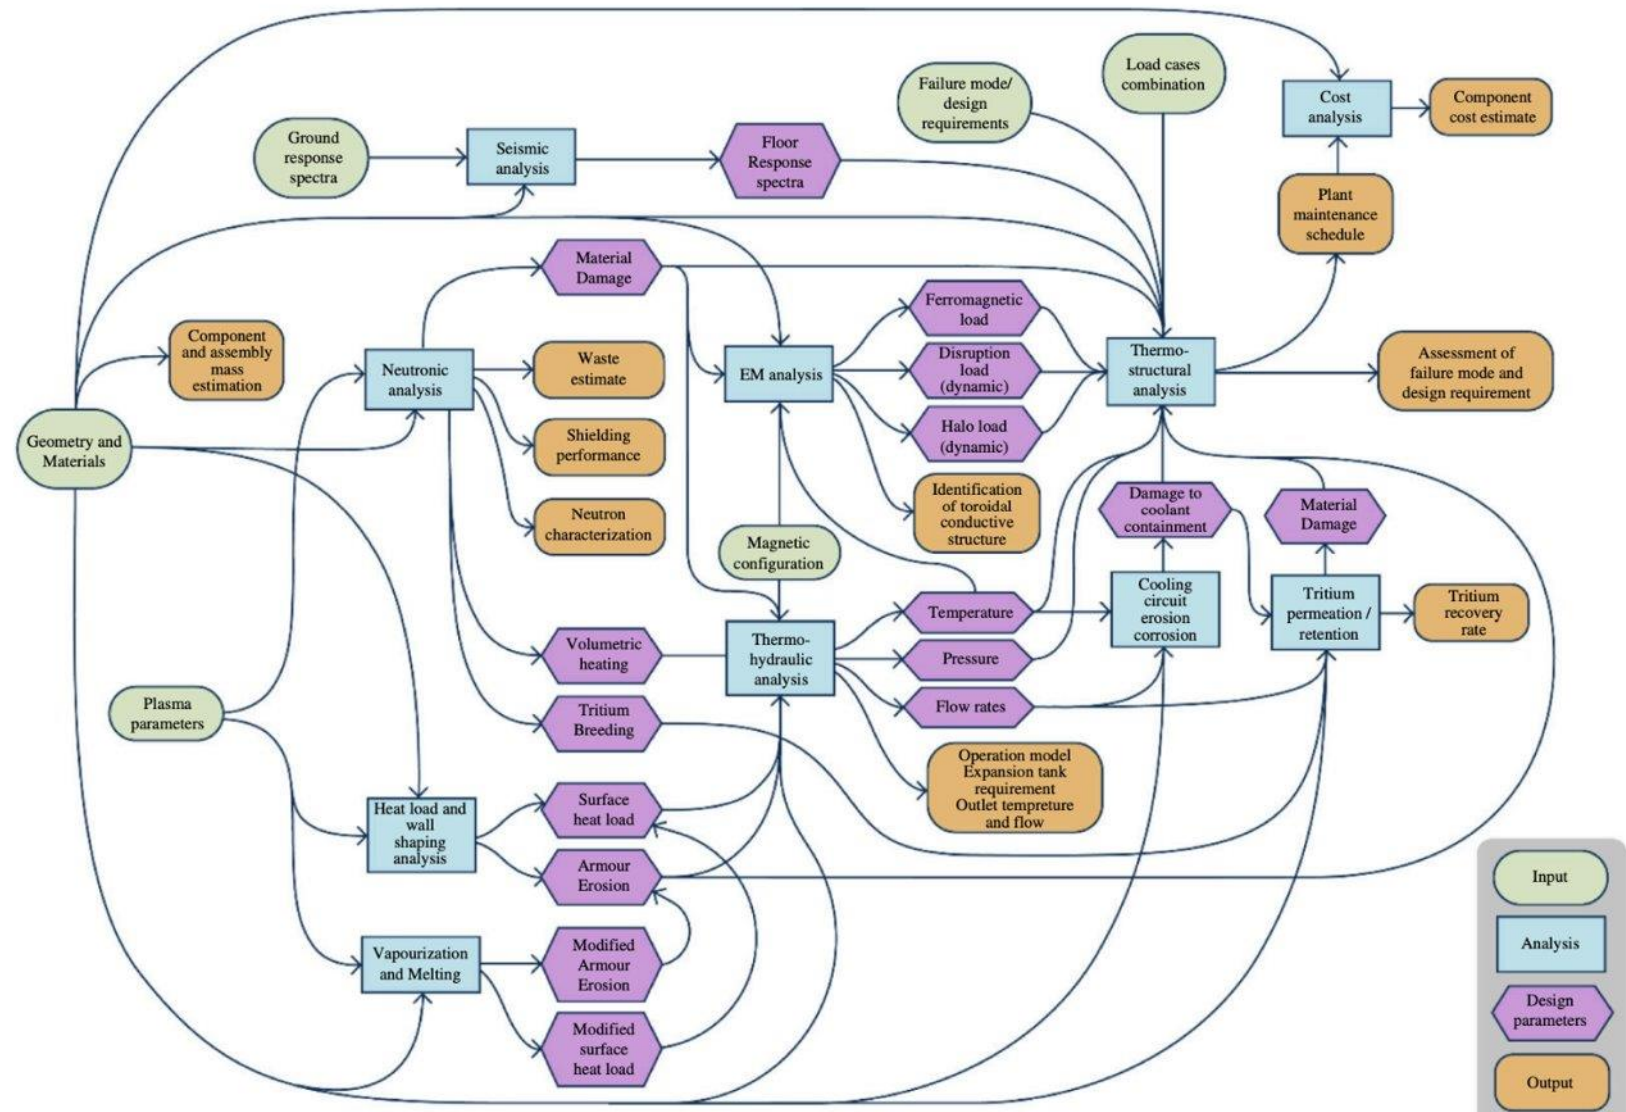 Load cases
combination
Failure mode/
design
requirements
Cost
analysis
Component
cost estimate
Ground
response
spectra
Seismic
analysis
Floor
Response
spectra
Plant
maintenance
schedule
Material
Damage
Ferromagnetic
load
Component
and assembly
mass
estimation
Neutronic
analysis
Waste
estimate
EM analysis
Disruption
load
(dynamic)
Thermo-
structural
analysis
Assessment of
failure mode and
design requirement
Geometry and
Materials
Shielding
performance
Halo load
(dynamic)
Neutron
characterization
Identification
of toroidal
conductive
structure
Damage to
coolant
containment
Material
Damage
Magnetic
configuration
Temperature
Cooling
circuit
erosion
corrosion
Tritium
permeation /
retention
Tritium
recovery
rate
Volumetric
heating
Thermo-
hydraulic
analysis
Pressure
Plasma
parameters
Tritium
Breeding
Flow rates
Operation model
Expansion tank
requirement
Outlet tempreture
and flow
Heat load and
wall
shaping
analysis
Surface
heat load
Armour
Erosion
Vapourization
and Melting
Modified
Armour
Erosion
Modified
surface
heat load
Input
Analysis
Design
parameters
Output